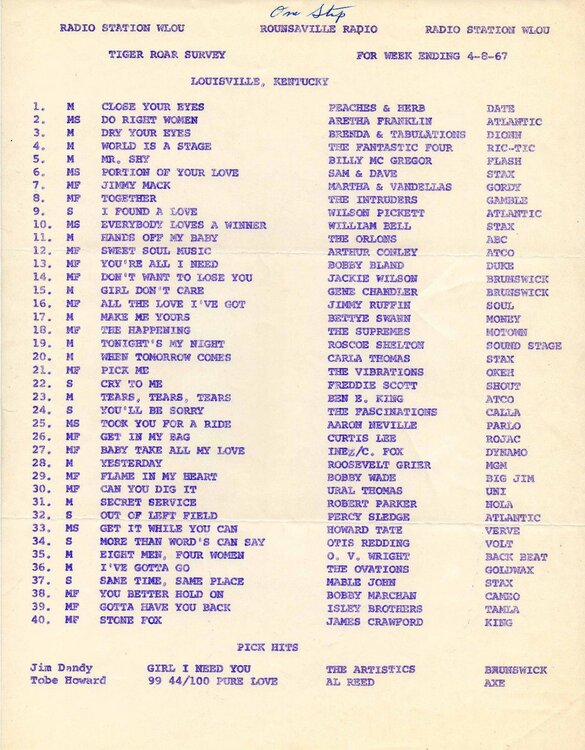 One Stop
RADIO STATION WLOU ROUNSAVILLE RADIO RADIO STATION WLOU
TIGER ROAR SURVEY FOR WEEK ENDING 4-8-67
LOUISVILLE, KENTUCKY
1. M CLOSE YOUR EYES PEACHES & HERB DATE
2. MS DO RIGHT WOMEN ARETHA FRANKLIN ATLANTIC
3. M DRY YOUR EYES BRENDA & TABULATIONS DIONN
4. M WORLD IS A STAGE THE FANTASTIC FOUR RIC-TIC
5. M MR. SHY BILLY MC GREGOR FLASH
6. MS PORTION OF YOUR LOVE SAM & DAVE STAX
7. MF JIMMY MACK MARTHA & VANDELLAS GORDY
8. MF TOGETHER THE INTRUDERS GAMBLE
9. S I FOUND A LOVE WILSON PICKETT ATLANTIC
10. MS EVERYBODY LOVES A WINNER WILLIAM BELL STAX
11. M HANDS OFF MY BABY THE ORLONS ABC
12. MF SWEET SOUL MUSIC ARTHUR CONLEY ATCO
13. MF YOU'RE ALL I NEED BOBBY BLAND DUKE
14. MF DON'T WANT TO LOSE YOU JACKIE WILSON BRUNSWICK
15. M GIRL DON'T CARE GENE CHANDLER BRUNSWICK
16. MF ALL THE LOVE I'VE GOT JIMMY RUFFIN SOUL
17. M MAKE ME YOURS BETTYE SWANN MONEY
18. MF THE HAPPENING THE SUPREMES MOTOWN
19. M TONIGHT'S MY NIGHT ROSCOE SHELTON SOUND STAGE
20. M WHEN TOMORROW COMES CARLA THOMAS STAX
21. MF PICK ME THE VIBRATIONS OKEH
22. S CRY TO ME FREDDIE SCOTT SHOUT
23. M TEARS, TEARS, TEARS BEN E. KING ATCO
24. S YOU'LL BE SORRY THE FASCINATIONS CALLA
25. MS TOOK YOU FOR A RIDE AARON NEVILLE PARLO
26. MF GET IN MY BAG CURTIS LEE ROJAC
27. MF BABY TAKE ALL MY LOVE INEZ/C. FOX DYNAMO
28. M YESTERDAY ROOSEVELT GRIER MGM
29. MF FLAME IN MY HEART BOBBY WADE BIG JIM
30. MF CAN YOU DIG IT URAL THOMAS UNI
31. M SECRET SERVICE ROBERT PARKER NOLA
32. S OUT OF LEFT FIELD PERCY SLEDGE ATLANTIC
33. MS GET IT WHILE YOU CAN HOWARD TATE VERVE
34. S MORE THAN WORD'S CAN SAY OTIS REDDING VOLT
35. M EIGHT MEN, FOUR WOMEN O. V. WRIGHT BACK BEAT
36. M I'VE GOTTA GO THE OVATIONS GOLDWAX
37. S SAME TIME, SAME PLACE MABLE JOHN STAX
38. MF YOU BETTER HOLD ON BOBBY MARCHAN CAMEO
39. MF GOTTA HAVE YOU BACK ISLEY BROTHERS TAMLA
40. MF STONE FOX JAMES CRAWFORD KING
PICK HITS
Jim Dandy GIRL I NEED YOU THE ARTISTICS BRUNSWICK
Tobe Howard 99 44/100 PURE LOVE AL REED AXE